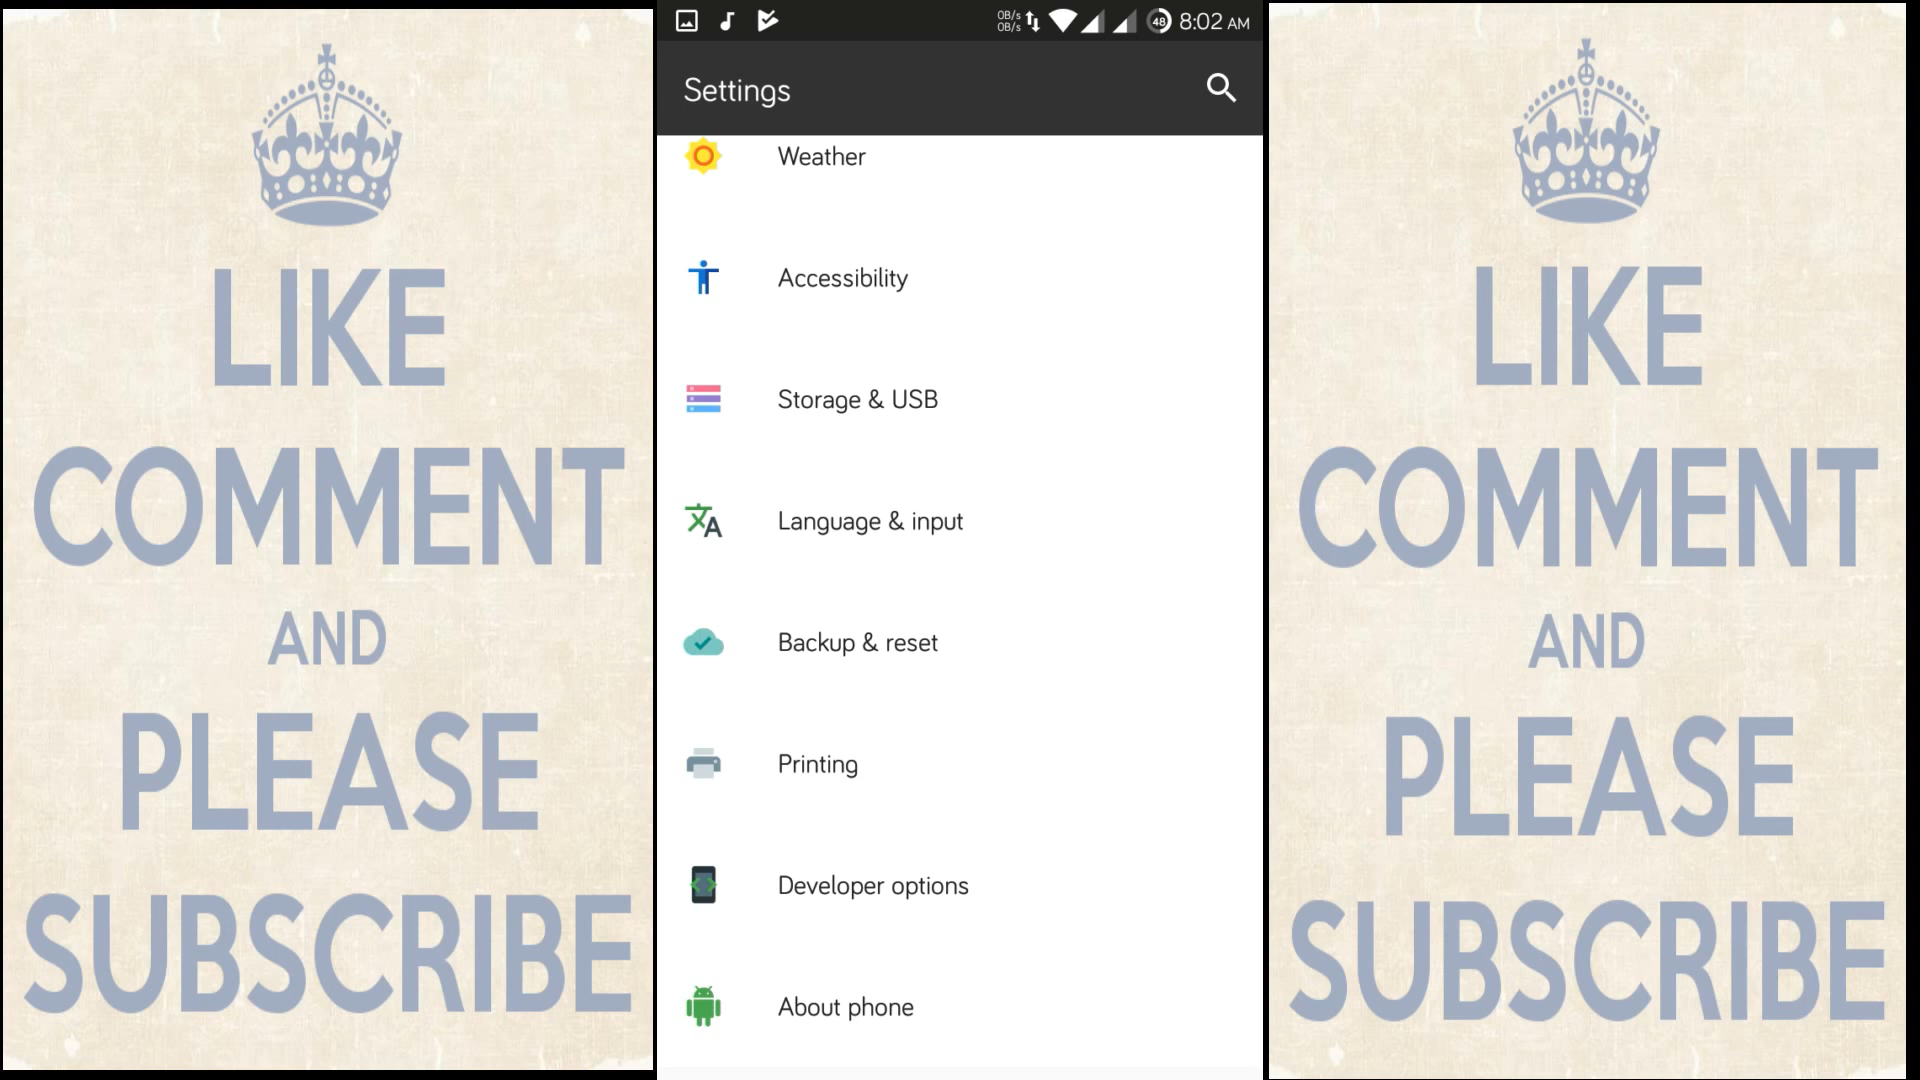 LIKE
COMMENT
AND
PLEASE
SUBSCRIBE
0B/s
0B/s
48
8:02 AM
Settings
Weather
Accessibility
Storage & USB
Language & input
Backup & reset
Printing
Developer options
About phone
LIKE
COMMENT
AND
PLEASE
SUBSCRIBE